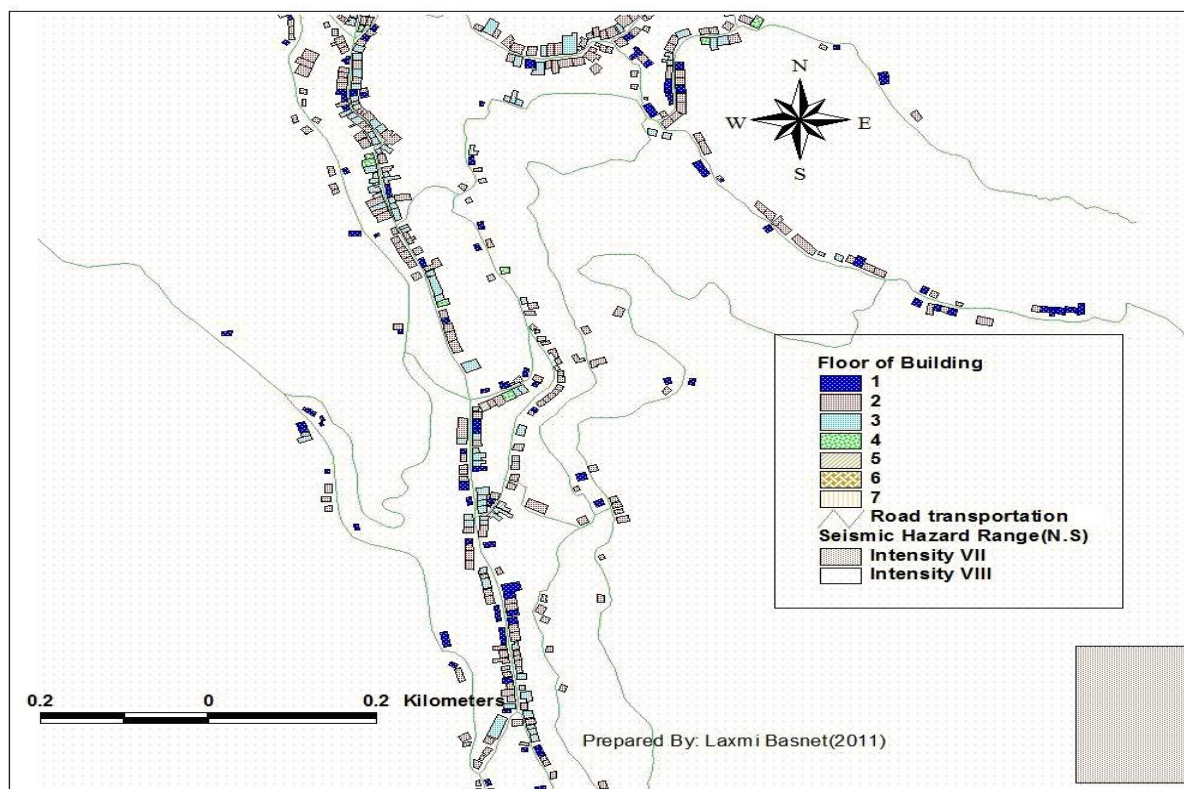 N
W E
S
Floor of Building
1
2
3
4
5
6
7
Road transportation
Seismic Hazard Range(N.S)
Intensity VII
Intensity VIII
0.2 0 0.2 Kilometers
Prepared By: Laxmi Basnet(2011)